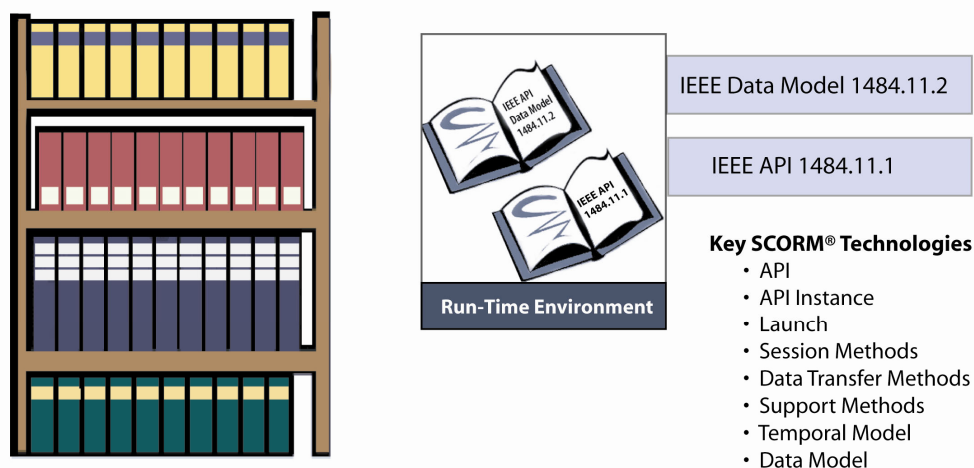 IEEE API
Data Model
1484.11.2
IEEE API
1484.11.1
Run-Time Environment
IEEE Data Model 1484.11.2
IEEE API 1484.11.1
Key SCORM® Technologies
• API
• API Instance
• Launch
• Session Methods
• Data Transfer Methods
• Support Methods
• Temporal Model
• Data Model